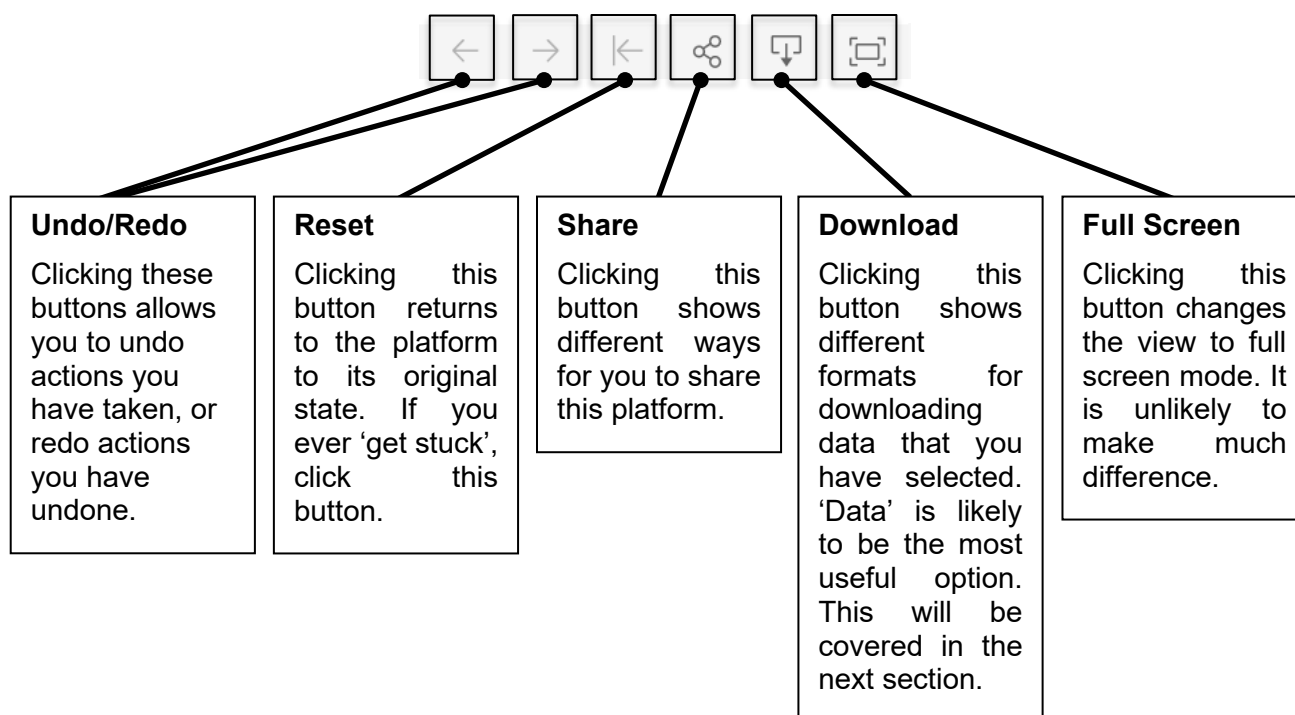 Undo/Redo
Clicking these
buttons allows
you to undo
actions you
have taken, or
redo actions
you have
undone.
Reset
Clicking this
button returns
to the platform
to its original
state. If you
ever ‘get stuck’,
click this
button.
Share
Clicking this
button shows
different ways
for you to share
this platform.
Download
Clicking this
button shows
different
formats for
downloading
data that you
have selected.
‘Data’ is likely
to be the most
useful option.
This will be
covered in the
next section.
Full Screen
Clicking this
button changes
the view to full
screen mode. It
is unlikely to
make much
difference.